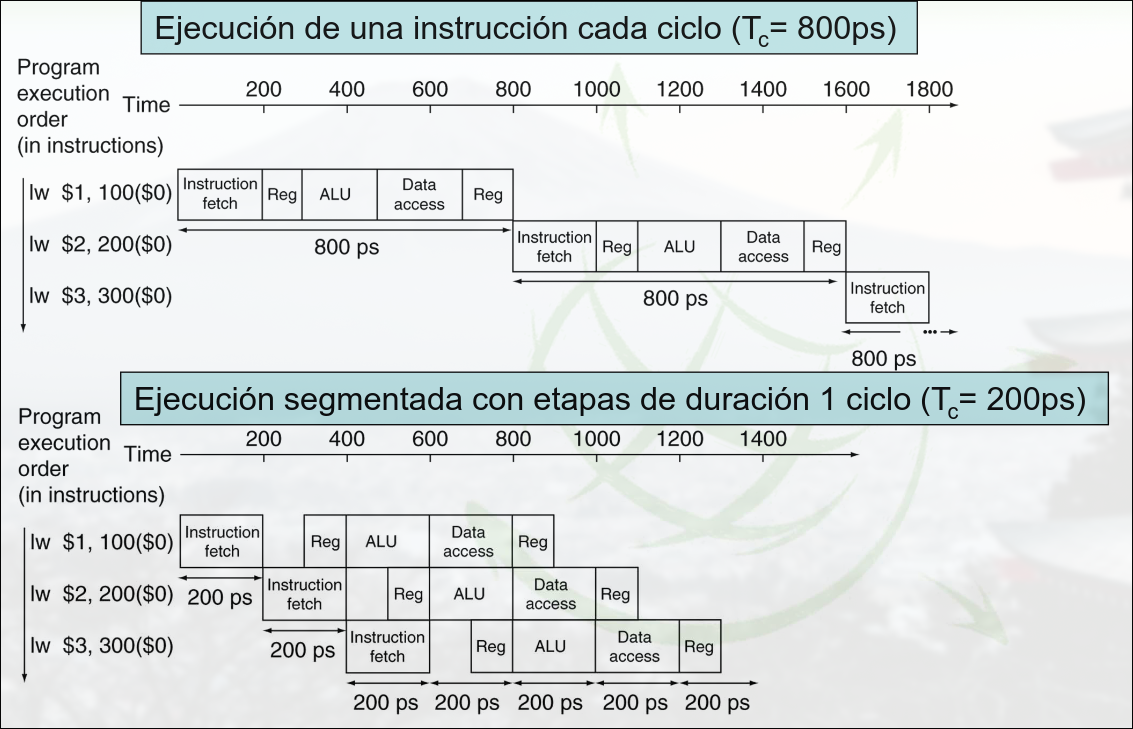 Ejecución de una instrucción cada ciclo (Tc= 800ps)
Program
execution
order
(in instructions)
Time
200 400 600 800 1000 1200 1400 1600 1800
lw $1, 100($0)
Instruction
fetch
Reg
ALU
Data
access
Reg
800 ps
lw $2, 200($0)
Instruction
fetch
Reg
ALU
Data
access
Reg
800 ps
lw $3, 300($0)
Instruction
fetch
...
800 ps
Ejecución segmentada con etapas de duración 1 ciclo (Tc= 200ps)
Program
execution
order
(in instructions)
Time
200 400 600 800 1000 1200 1400
lw $1, 100($0)
Instruction
fetch
Reg
ALU
Data
access
Reg
200 ps
lw $2, 200($0)
Instruction
fetch
Reg
ALU
Data
access
Reg
200 ps
lw $3, 300($0)
Instruction
fetch
Reg
ALU
Data
access
Reg
200 ps 200 ps 200 ps 200 ps 200 ps